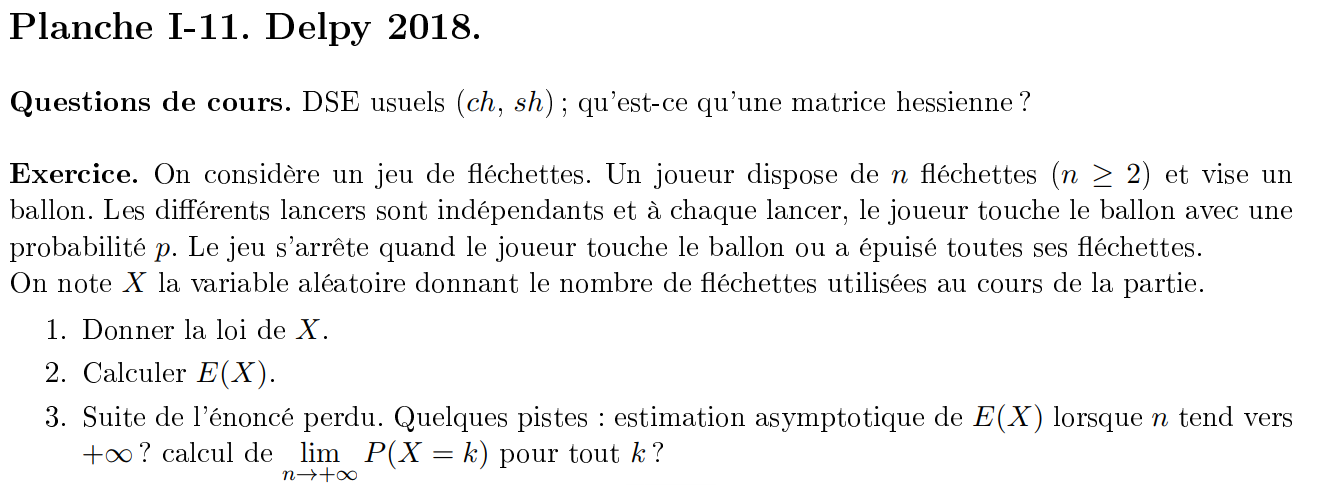 Planche I-11. Delpy 2018.
Questions de cours. DSE usuels (ch, sh) ; qu'est-ce qu'une matrice hessienne ?
Exercice. On considère un jeu de fléchettes. Un joueur dispose de n fléchettes (n ≥ 2) et vise un
ballon. Les différents lancers sont indépendants et à chaque lancer, le joueur touche le ballon avec une
probabilité p. Le jeu s'arrête quand le joueur touche le ballon ou a épuisé toutes ses fléchettes.
On note X la variable aléatoire donnant le nombre de fléchettes utilisées au cours de la partie.
1. Donner la loi de X.
2. Calculer E(X).
3. Suite de l'énoncé perdu. Quelques pistes : estimation asymptotique de E(X) lorsque n tend vers
+∞ ? calcul de lim n→+∞ P(X = k) pour tout k ?